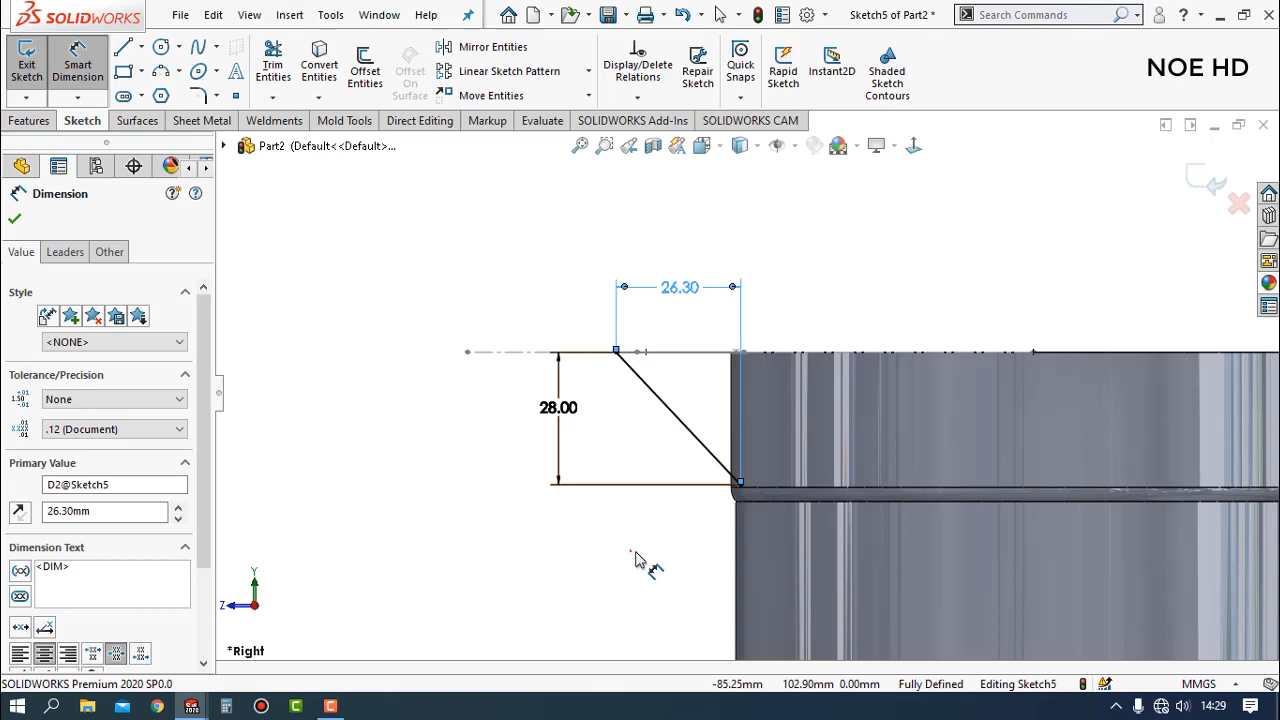 SOLIDWORKS File Edit View Insert Tools Window Help Sketch5 of Part2 * Search Commands ?
Exit Sketch Smart Dimension Trim Entities Convert Entities Offset Entities Offset On Surface Mirror Entities Linear Sketch Pattern Move Entities Display/Delete Relations Repair Sketch Quick Snaps Rapid Sketch Instant2D Shaded Sketch Contours NOE HD
Features Sketch Surfaces Sheet Metal Weldments Mold Tools Direct Editing Markup Evaluate SOLIDWORKS Add-Ins SOLIDWORKS CAM
Part2 (Default<<Default>...
Dimension
Value Leaders Other
Style
<NONE>
Tolerance/Precision
None
.12 (Document)
Primary Value
D2@Sketch5
26.30mm
Dimension Text
<DIM>
26.30
28.00
Y
Z
*Right
SOLIDWORKS Premium 2020 SP0.0 -85.25mm 102.90mm 0.00mm Fully Defined Editing Sketch5 MMGS
14:29